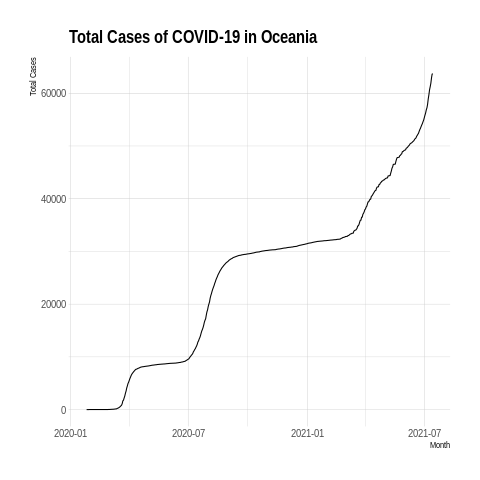 Total Cases of COVID-19 in Oceania
Total Cases
60000
40000
20000
0
2020-01 2020-07 2021-01 2021-07
Month